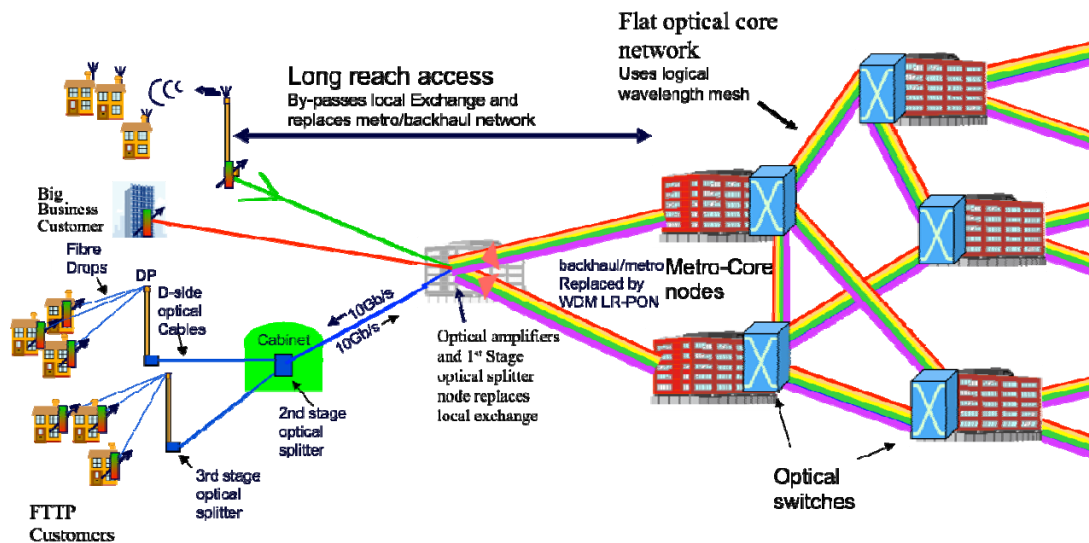 Flat optical core
network
Uses logical
wavelength mesh
Long reach access
By-passes local Exchange and
replaces metro/backhaul network
Big
Business
Customer
Fibre
Drops
DP
D-side
optical
Cables
Cabinet
10Gb/s
10Gb/s
backhaul/metro
Replaced by
WDM LR-PON
Metro-Core
nodes
Optical amplifiers
and 1st Stage
optical splitter
node replaces
local exchange
2nd stage
optical
splitter
3rd stage
optical
splitter
Optical
switches
FTTP
Customers